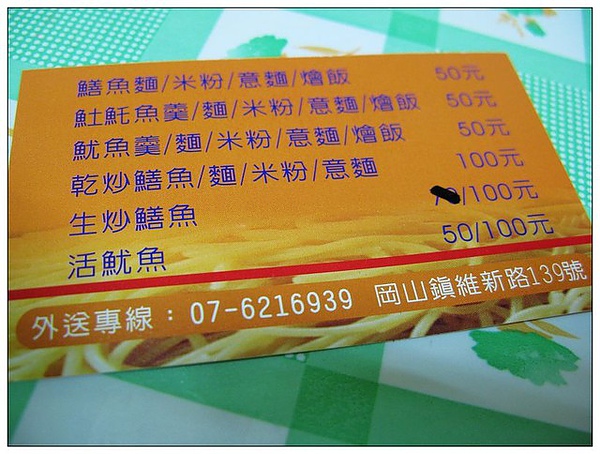 鱔魚麵/米粉/意麵/燴飯 50元
𩵚魠魚羹/麵/米粉/意麵/燴飯 50元
魷魚羹/麵/米粉/意麵/燴飯 50元
乾炒鱔魚/麵/米粉/意麵 100元
生炒鱔魚 /100元
活魷魚 50/100元
外送專線：07-6216939 岡山鎮維新路139號